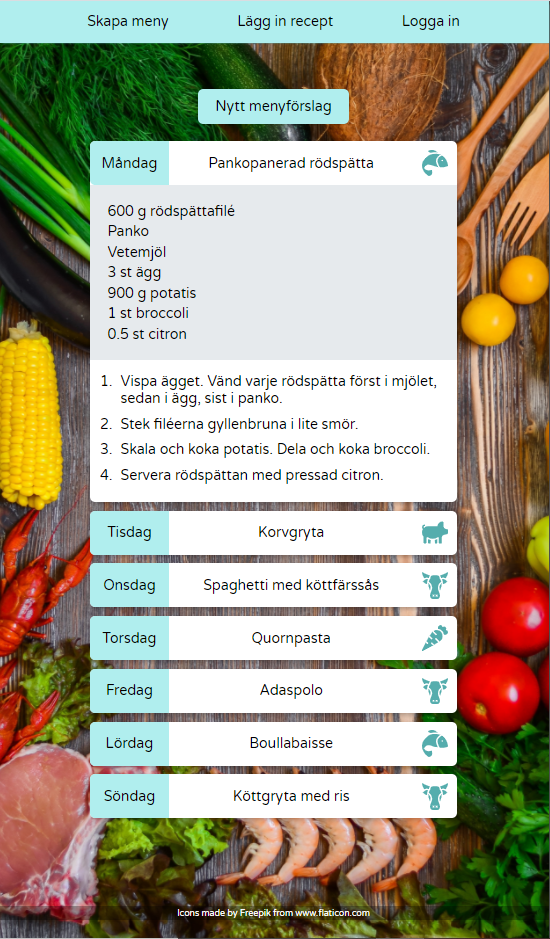 Skapa meny Lägg in recept Logga in
Nytt menyförslag
Måndag Pankopanerad rödspätta
600 g rödspättafilé
Panko
Vetemjöl
3 st ägg
900 g potatis
1 st broccoli
0.5 st citron
1. Vispa ägget. Vänd varje rödspätta först i mjölet,
sedan i ägg, sist i panko.
2. Stek filéerna gyllenbruna i lite smör.
3. Skala och koka potatis. Dela och koka broccoli.
4. Servera rödspättan med pressad citron.
Tisdag Korvgryta
Onsdag Spaghetti med köttfärssås
Torsdag Quornpasta
Fredag Adaspolo
Lördag Boullabaisse
Söndag Köttgryta med ris
Icons made by Freepik from www.flaticon.com